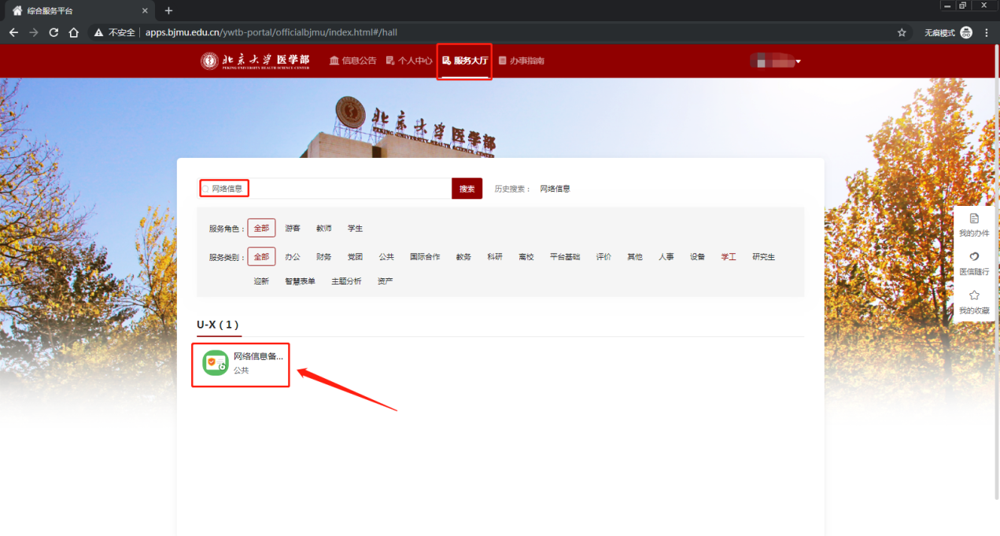 综合服务平台
不安全 apps.bjmu.edu.cn/ywtb-portal/officialbjmu/index.html#/hall 无痕模式
北京大学 医学部 信息公告 个人中心 服务大厅 办事指南
PEKING UNIVERSITY HEALTH SCIENCE CENTER
北京大学医学部
PEKING UNIVERSITY HEALTH SCIENCE CENTER
网络信息 搜索 历史搜索： 网络信息
服务角色： 全部 游客 教师 学生
服务类别： 全部 办公 财务 党团 公共 国际合作 教务 科研 离校 平台基础 评价 其他 人事 设备 学工 研究生
迎新 智慧表单 主题分析 资产
我的办件
医信随行
我的收藏
U-X ( 1 )
网络信息备...
公共